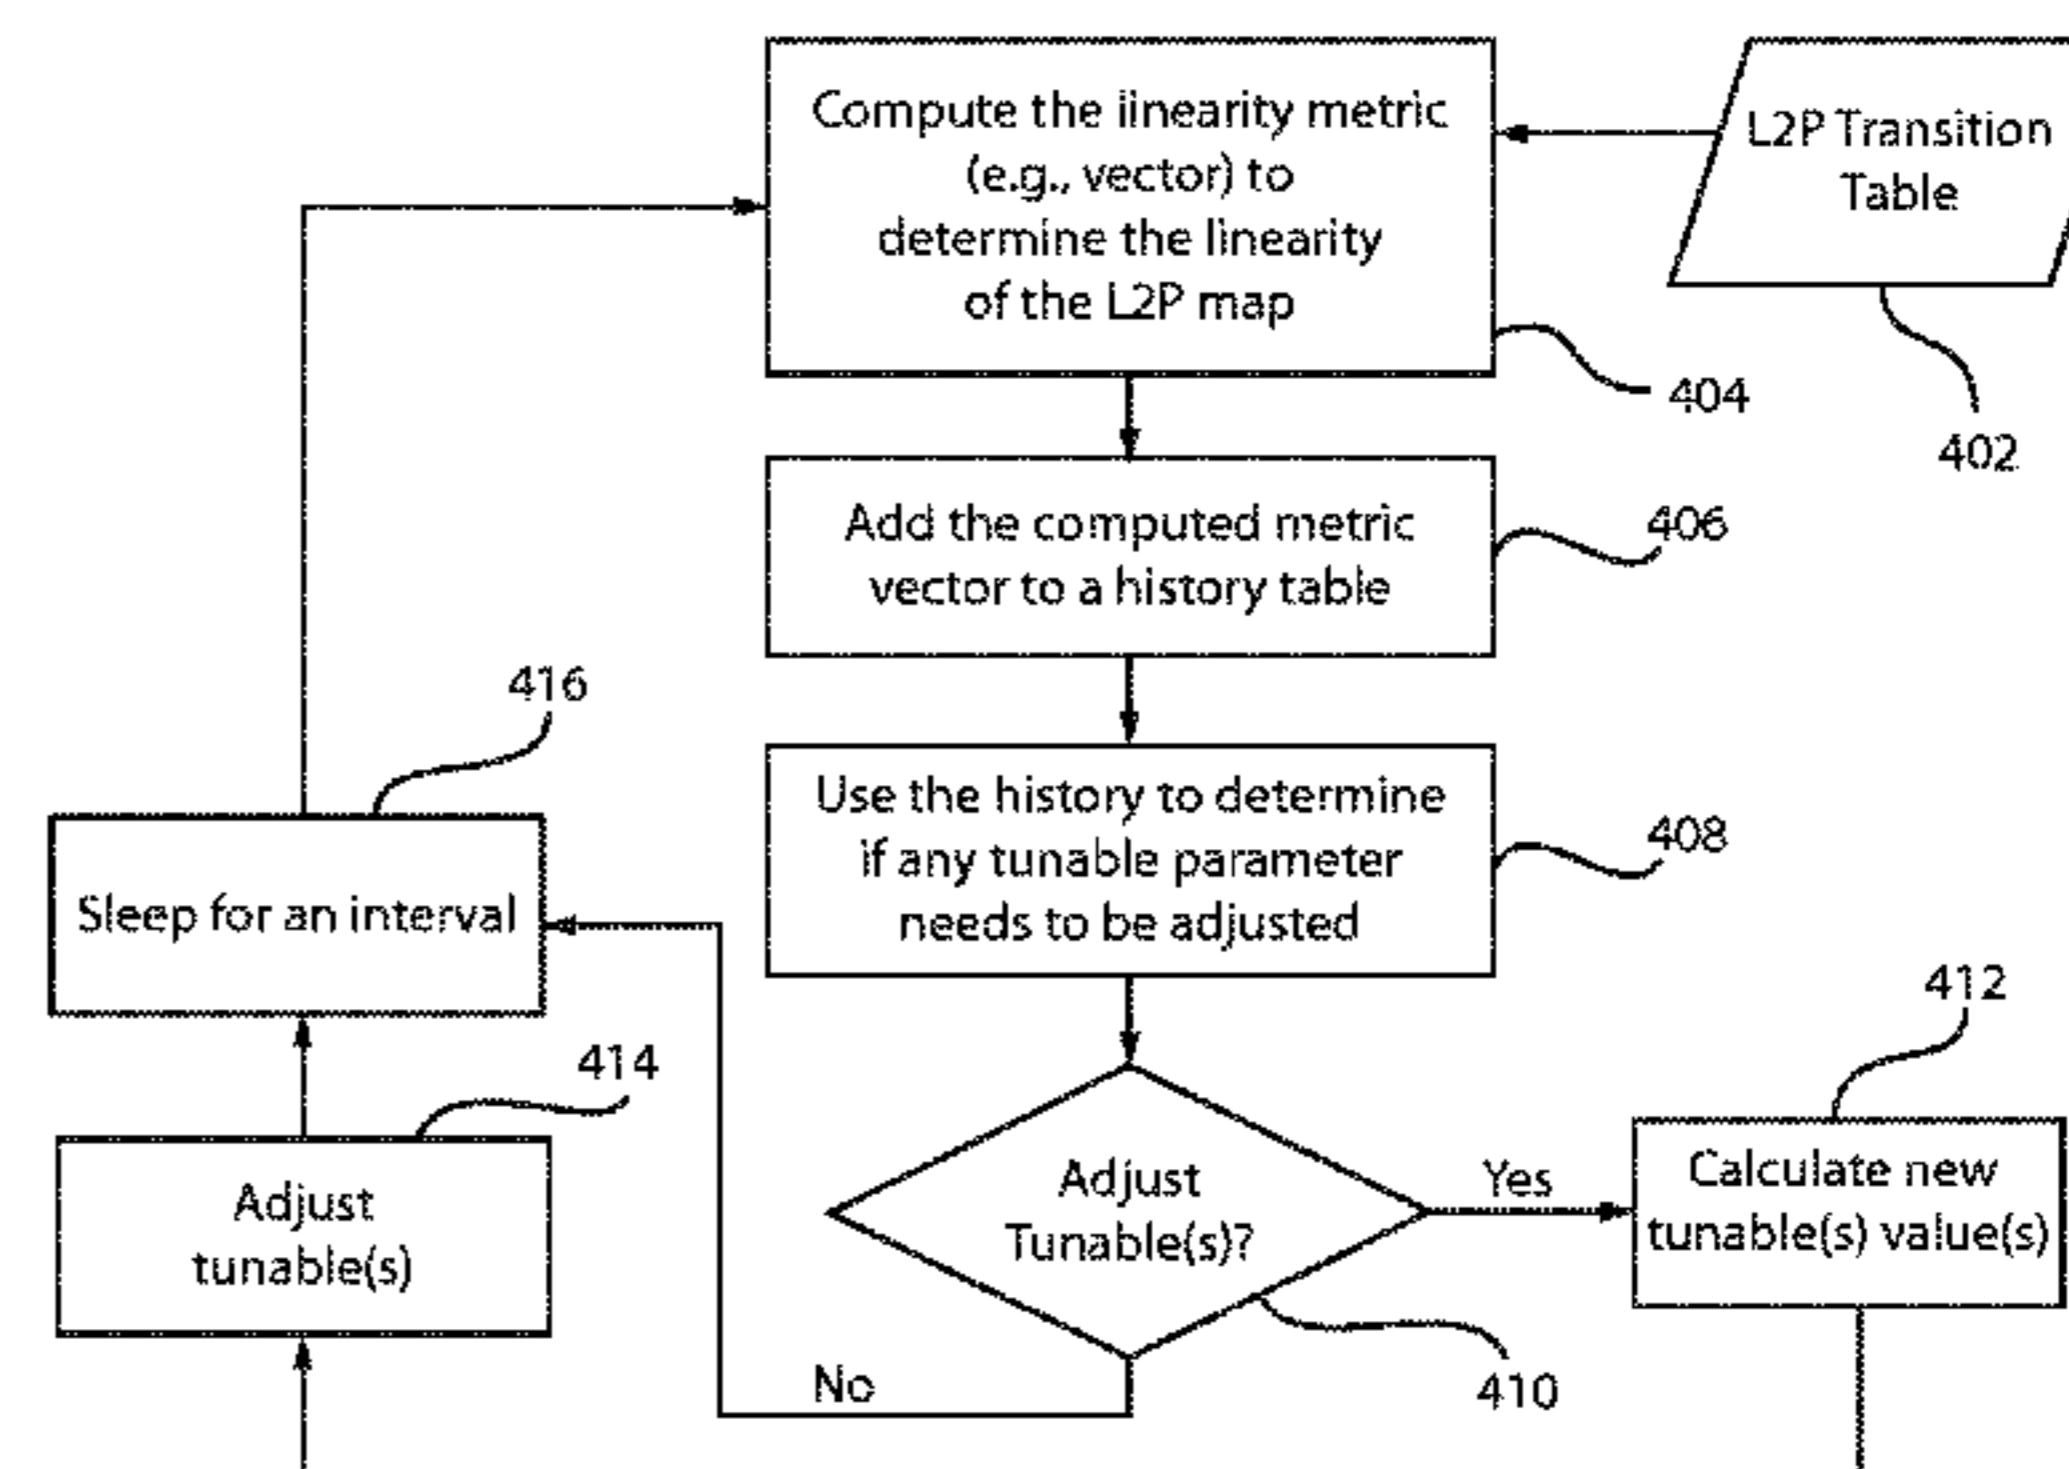 Compute the linearity metric
(e.g., vector) to
determine the linearity
of the L2P map
L2P Transition
Table
404
402
Add the computed metric
vector to a history table
406
416
Use the history to determine
if any tunable parameter
needs to be adjusted
408
Sleep for an interval
412
414
Adjust
tunable(s)
Adjust
Tunable(s)?
Yes
Calculate new
tunable(s) value(s)
No
410